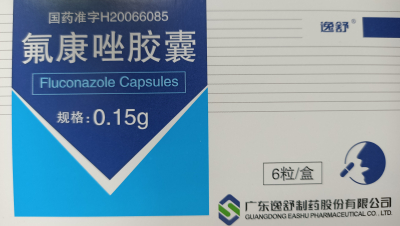 国药准字H20066085
逸舒®
氟康唑胶囊
Fluconazole Capsules
规格:0.15g
6粒/盒
广东逸舒制药股份有限公司
GUANGDONG EASHU PHARMACEUTICAL CO., LTD.